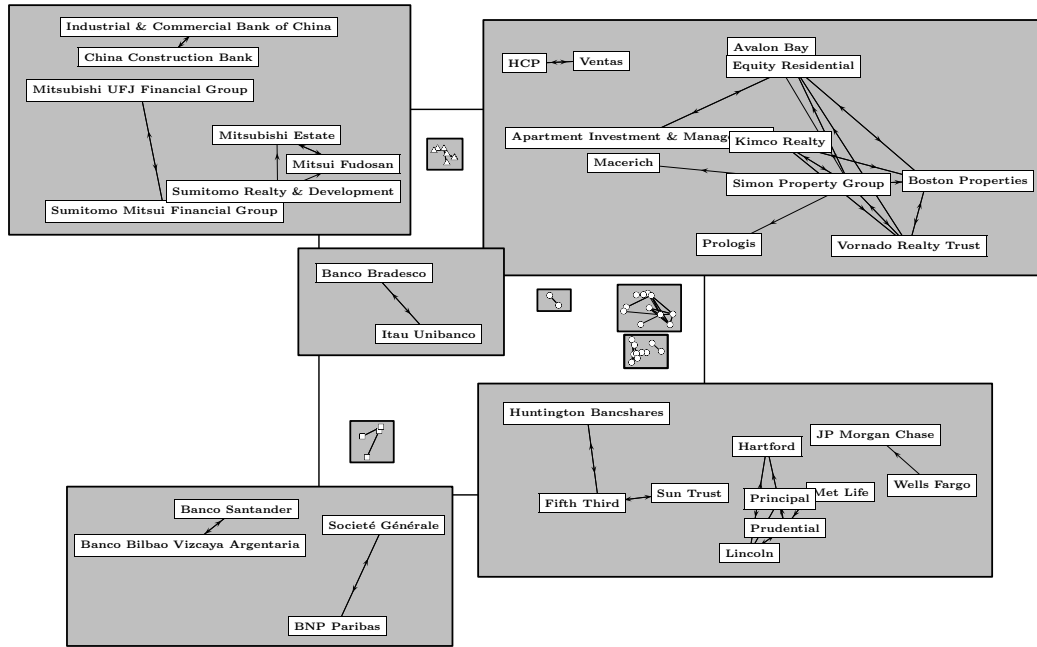 Industrial & Commercial Bank of China
China Construction Bank
Mitsubishi UFJ Financial Group
Mitsubishi Estate
Mitsui Fudosan
Sumitomo Realty & Development
Sumitomo Mitsui Financial Group
HCP
Ventas
Avalon Bay
Equity Residential
Apartment Investment &
Kimco Realty
Macerich
Simon Property Group
Boston Properties
Prologis
Vornado Realty Trust
Banco Bradesco
Itau Unibanco
Huntington Bancshares
JP Morgan Chase
Hartford
Wells Fargo
Sun Trust
Met Life
Principal
Fifth Third
Prudential
Lincoln
Banco Santander
Societé Générale
Banco Bilbao Vizcaya Argentaria
BNP Paribas